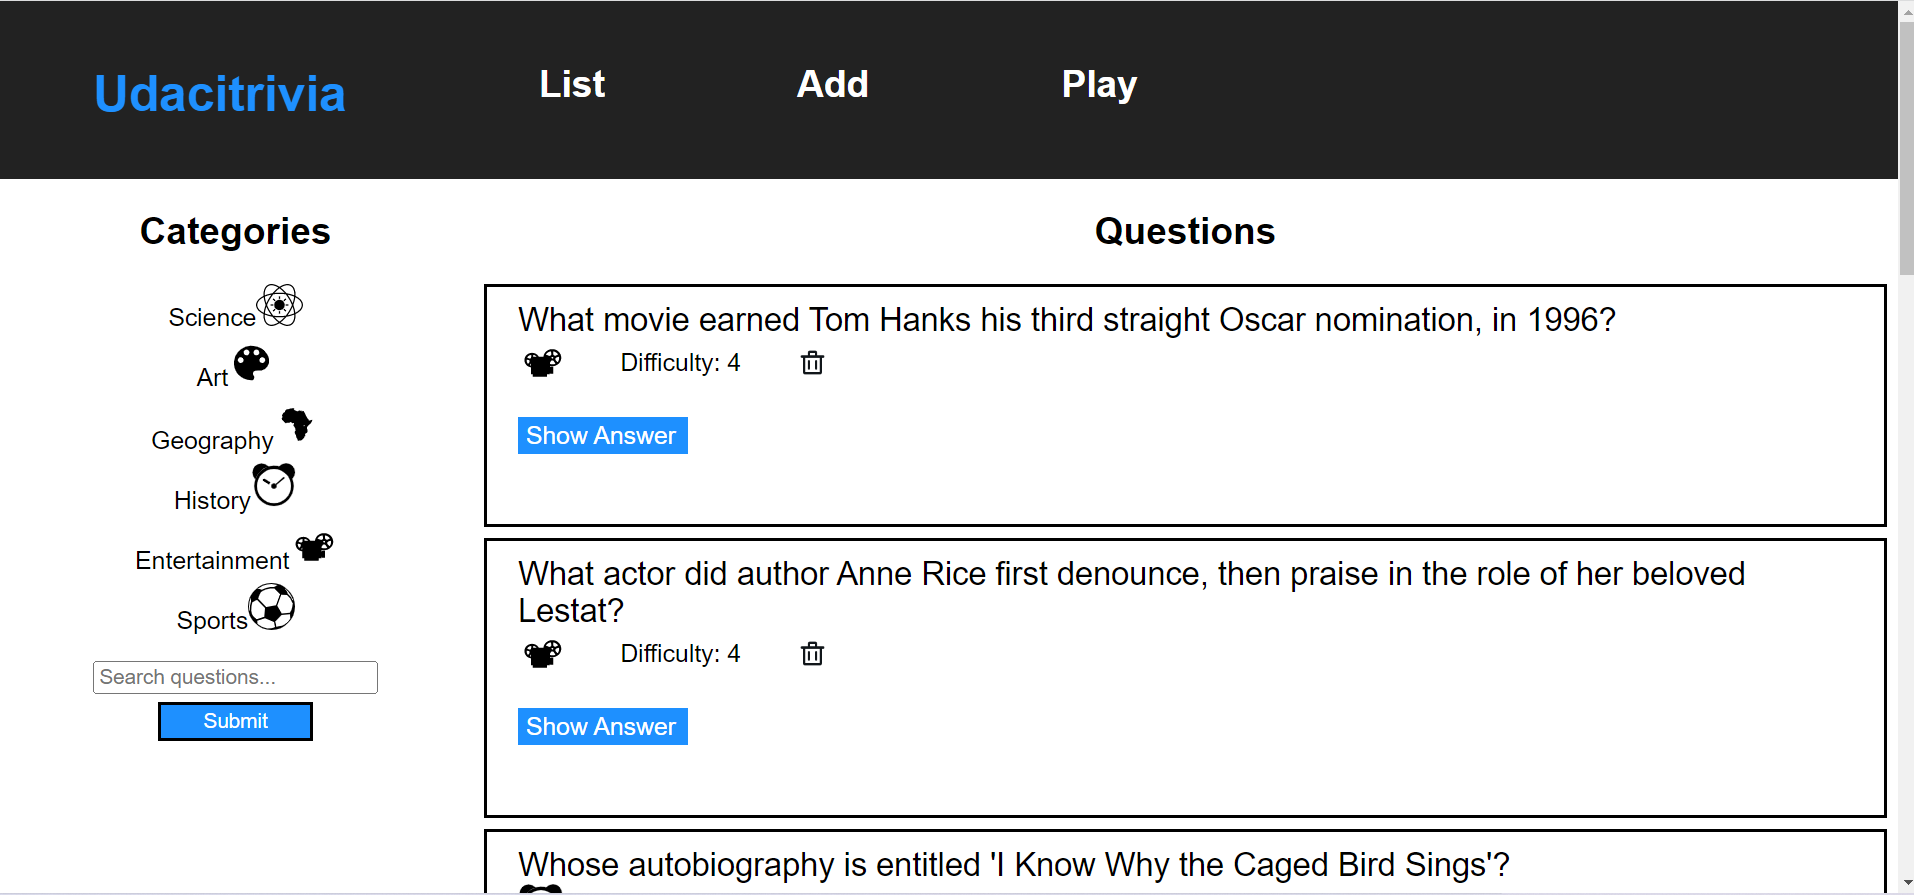 Udacitrivia
List
Add
Play
Categories
Science
Art
Geography
History
Entertainment
Sports
Search questions...
Submit
Questions
What movie earned Tom Hanks his third straight Oscar nomination, in 1996?
Difficulty: 4
Show Answer
What actor did author Anne Rice first denounce, then praise in the role of her beloved
Lestat?
Difficulty: 4
Show Answer
Whose autobiography is entitled 'I Know Why the Caged Bird Sings'?